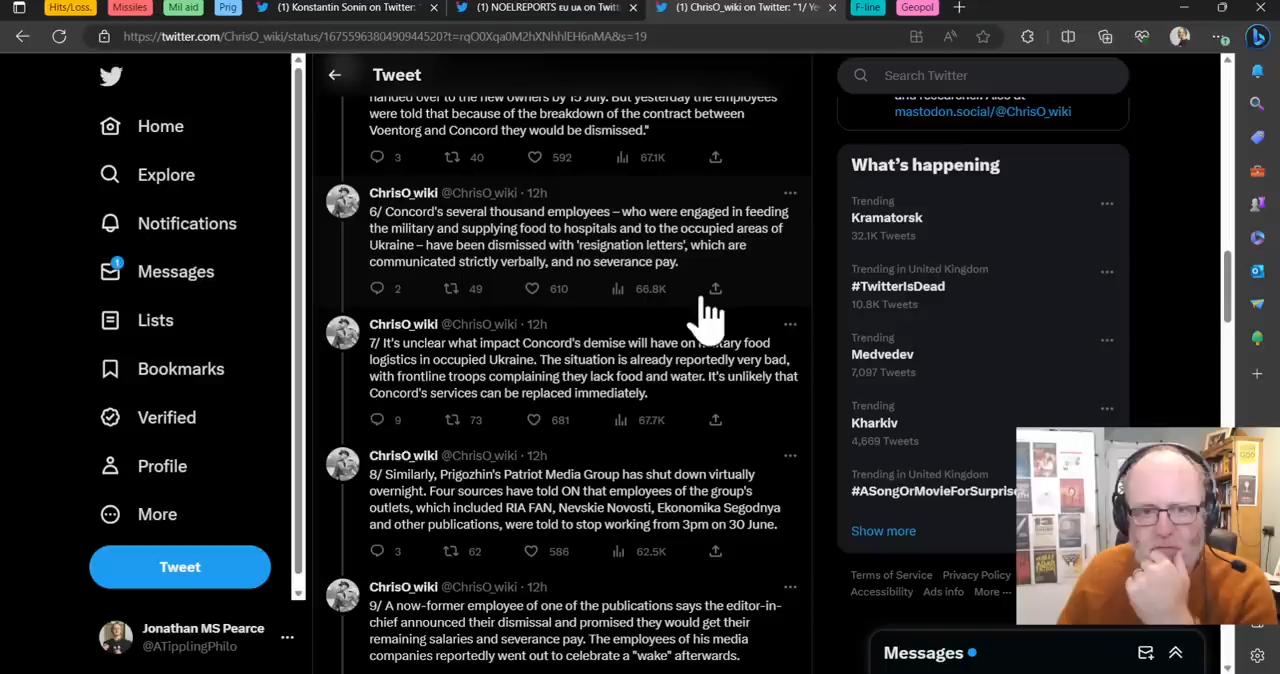 Hits/Loss.
Missiles
Mil aid
Prig
(1) Konstantin Sonin on Twitter:
(1) NOELREPORTS EU UA on Twitt
(1) ChrisO_wiki on Twitter: "1/ Ye
F-line
Geopol
https://twitter.com/ChrisO_wiki/status/1675596380490944520?t=rqO0Xqa0M2hXNhhlEH6nMA&s=19
Home
Explore
Notifications
1
Messages
Lists
Bookmarks
Verified
Profile
More
Tweet
Jonathan MS Pearce
@ATipplingPhilo
Tweet
handed over to the new owners by 15 July. But yesterday the employees
were told that because of the breakdown of the contract between
Voentorg and Concord they would be dismissed."
3 40 592 67.1K
ChrisO_wiki @ChrisO_wiki · 12h
6/ Concord's several thousand employees – who were engaged in feeding
the military and supplying food to hospitals and to the occupied areas of
Ukraine – have been dismissed with 'resignation letters', which are
communicated strictly verbally, and no severance pay.
2 49 610 66.8K
ChrisO_wiki @ChrisO_wiki · 12h
7/ It's unclear what impact Concord's demise will have on military food
logistics in occupied Ukraine. The situation is already reportedly very bad,
with frontline troops complaining they lack food and water. It's unlikely that
Concord's services can be replaced immediately.
9 73 681 67.7K
ChrisO_wiki @ChrisO_wiki · 12h
8/ Similarly, Prigozhin's Patriot Media Group has shut down virtually
overnight. Four sources have told ON that employees of the group's
outlets, which included RIA FAN, Nevskie Novosti, Ekonomika Segodnya
and other publications, were told to stop working from 3pm on 30 June.
3 62 586 62.5K
ChrisO_wiki @ChrisO_wiki · 12h
9/ A now-former employee of one of the publications says the editor-in-
chief announced their dismissal and promised they would get their
remaining salaries and severance pay. The employees of his media
companies reportedly went out to celebrate a "wake" afterwards.
Search Twitter
and researcher. Also at
mastodon.social/@ChrisO_wiki
What's happening
Trending
Kramatorsk
32.1K Tweets
Trending in United Kingdom
#TwitterIsDead
10.8K Tweets
Trending
Medvedev
7,097 Tweets
Trending
Kharkiv
4,669 Tweets
Trending in United Kingdom
#ASongOrMovieForSurprise
Show more
Terms of Service Privacy Policy
Accessibility Ads info More ···
Messages